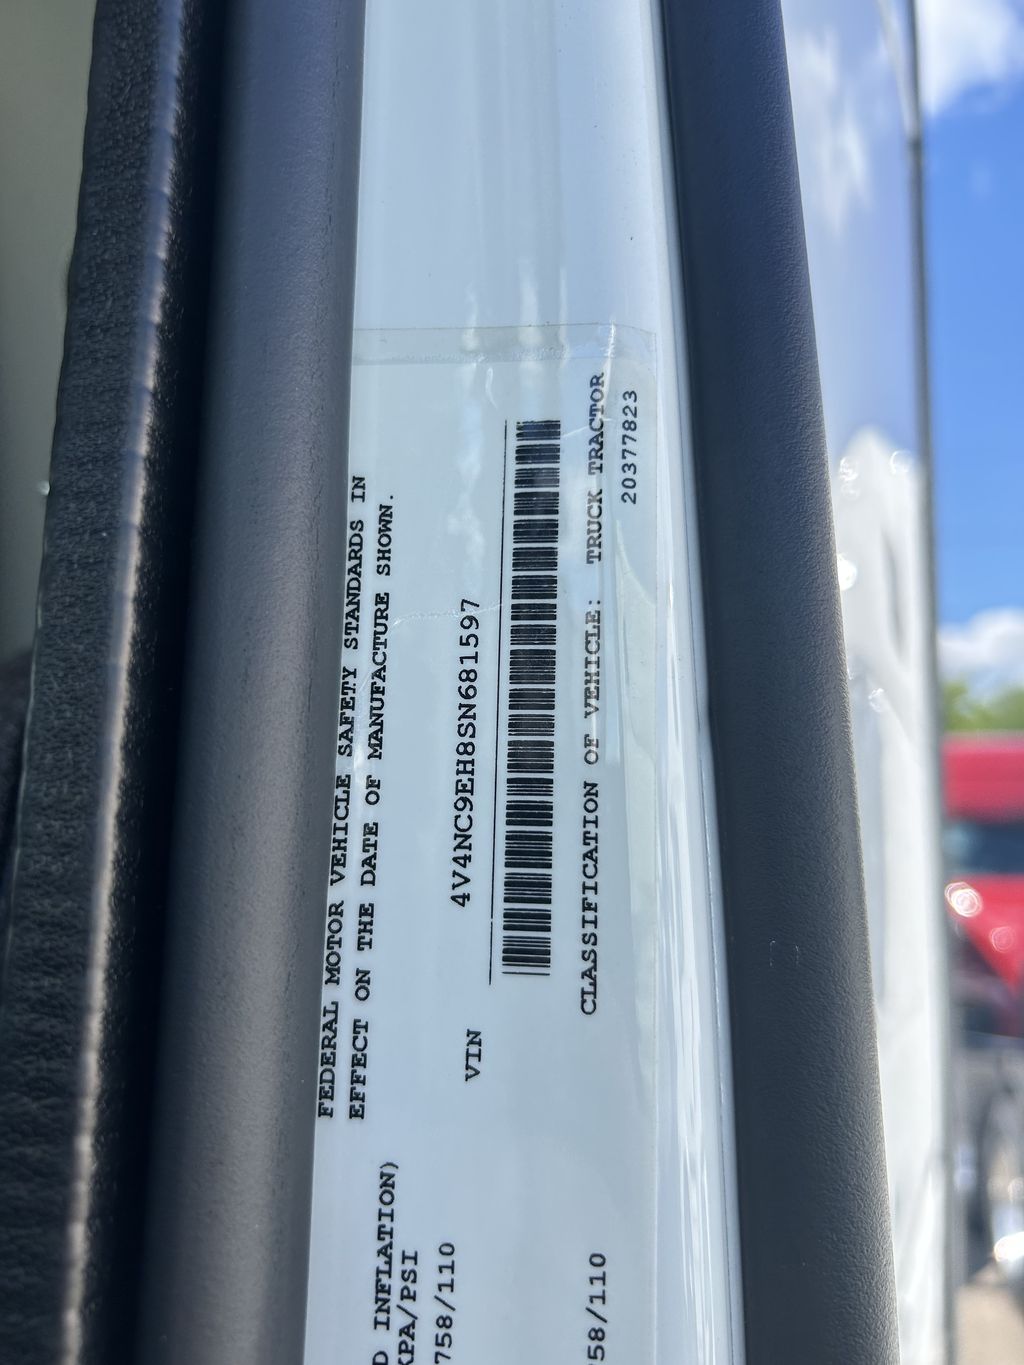 FEDERAL MOTOR VEHICLE SAFETY STANDARDS IN
EFFECT ON THE DATE OF MANUFACTURE SHOWN.
D INFLATION)
KPA/PSI
758/110
VIN 4V4NC9EH8SN681597
CLASSIFICATION OF VEHICLE: TRUCK TRACTOR
758/110
20377823